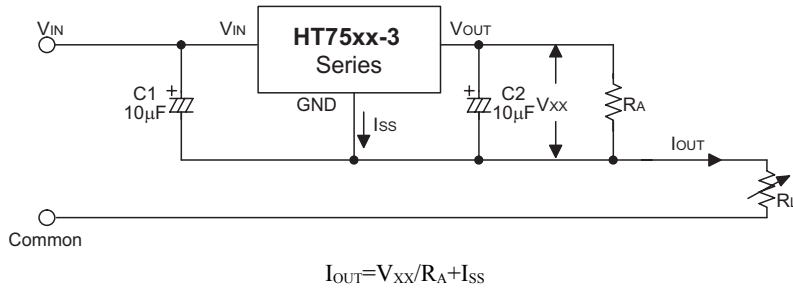 VIN
VIN
HT75xx-3
Series
VOUT
C1
10μF
GND
ISS
C2
10μF
VXX
RA
IOUT
RL
Common
IOUT=VXX/RA+ISS